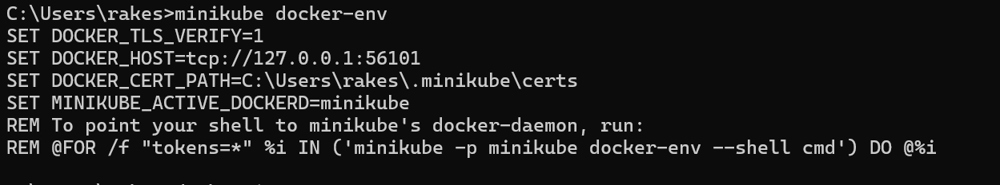 C:\Users\rakes>minikube docker-env
SET DOCKER_TLS_VERIFY=1
SET DOCKER_HOST=tcp://127.0.0.1:56101
SET DOCKER_CERT_PATH=C:\Users\rakes\.minikube\certs
SET MINIKUBE_ACTIVE_DOCKERD=minikube
REM To point your shell to minikube's docker-daemon, run:
REM @FOR /f "tokens=*" %i IN ('minikube -p minikube docker-env --shell cmd') DO @%i